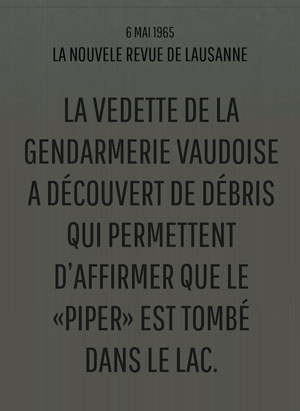 6 MAI 1965
LA NOUVELE REVUE DE LAUSANNE
LA VEDETTE DE LA
GENDARMERIE VAUDOISE
A DÉCOUVERT DE DÉBRIS
QUI PERMETTENT
D’AFFIRMER QUE LE
«PIPER» EST TOMBÉ
DANS LE LAC.